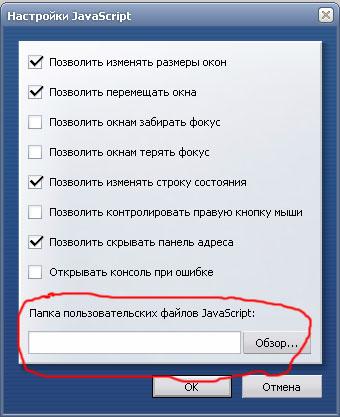 Настройки JavaScript
Позволить изменять размеры окон
Позволить перемещать окна
Позволить окнам забирать фокус
Позволить окнам терять фокус
Позволить изменять строку состояния
Позволить контролировать правую кнопку мыши
Позволить скрывать панель адреса
Открывать консоль при ошибке
Папка пользовательских файлов JavaScript:
Обзор...
OK
Отмена